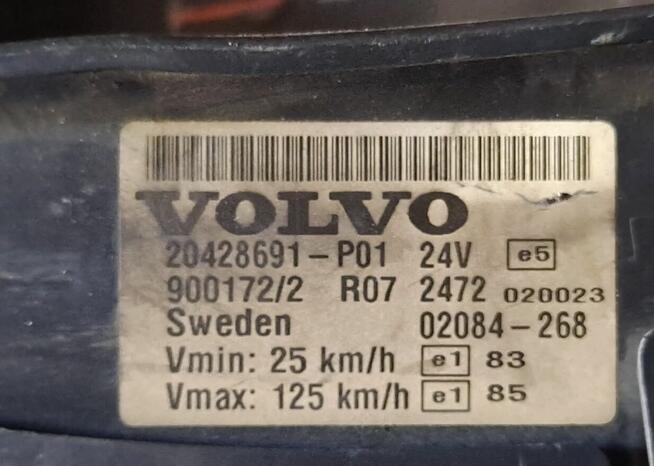 VOLVO
20428691-P01 24V e5
900172/2 R07 2472 020023
Sweden 02084-268
Vmin: 25 km/h e1 83
Vmax: 125 km/h e1 85